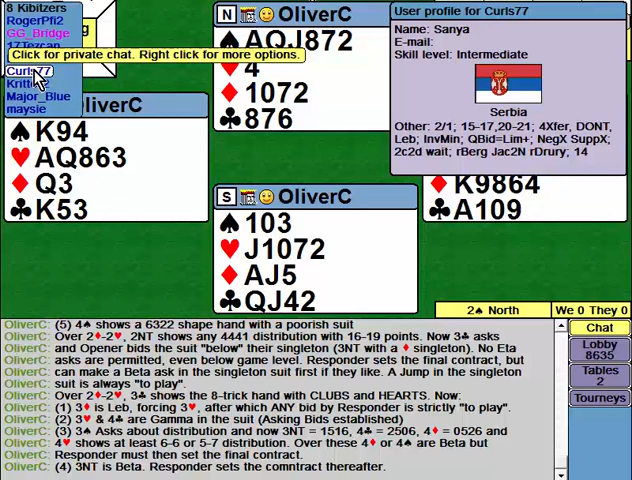 8 Kibitzers
RogerPfi2
GG_Bridge
17Tezcan
Click for private chat. Right click for more options.
Curls77
Major_Blue
maysie
N OliverC
♠AQJ872
♥4
♦1072
♣876
User profile for Curls77
Name: Sanya
E-mail:
Skill level: Intermediate
Serbia
Other: 2/1; 15-17,20-21; 4Xfer, DONT,
Leb; InvMin; QBid=Lim+; NegX SuppX;
2c2d wait; rBerg Jac2N rDrury; 14
OliverC
♠K94
♥AQ863
♦Q3
♣K53
♦K9864
♣A109
S OliverC
♠103
♥J1072
♦AJ5
♣QJ42
2♠ North
We 0 They 0
OliverC: (5) 4♠ shows a 6322 shape hand with a poorish suit
OliverC: Over 2♦-2♥, 2NT shows any 4441 distribution with 16-19 points. Now 3♣ asks
and Opener bids the suit "below" their singleton (3NT with a ♦ singleton). No Eta
asks are permitted, even below game level. Responder sets the final contract, but
can make a Beta ask in the singleton suit first if they like. A Jump in the singleton
suit is always "to play".
OliverC: Over 2♦-2♥, 3♣ shows the 8-trick hand with CLUBS and HEARTS. Now:
OliverC: (1) 3♦ is Leb, forcing 3♥, after which ANY bid by Responder is strictly "to play".
OliverC: (2) 3♥ & 4♣ are Gamma in the suit (Asking Bids established)
OliverC: (3) 3♠ Asks about distribution and now 3NT = 1516, 4♣ = 2506, 4♦ = 0526 and
4♥ shows at least 6-6 or 5-7 distribution. Over these 4♦ or 4♠ are Beta but
Responder must then set the final contract.
OliverC: (4) 3NT is Beta. Responder sets the comntract thereafter.
Chat
Lobby
8635
Tables
2
Tourneys